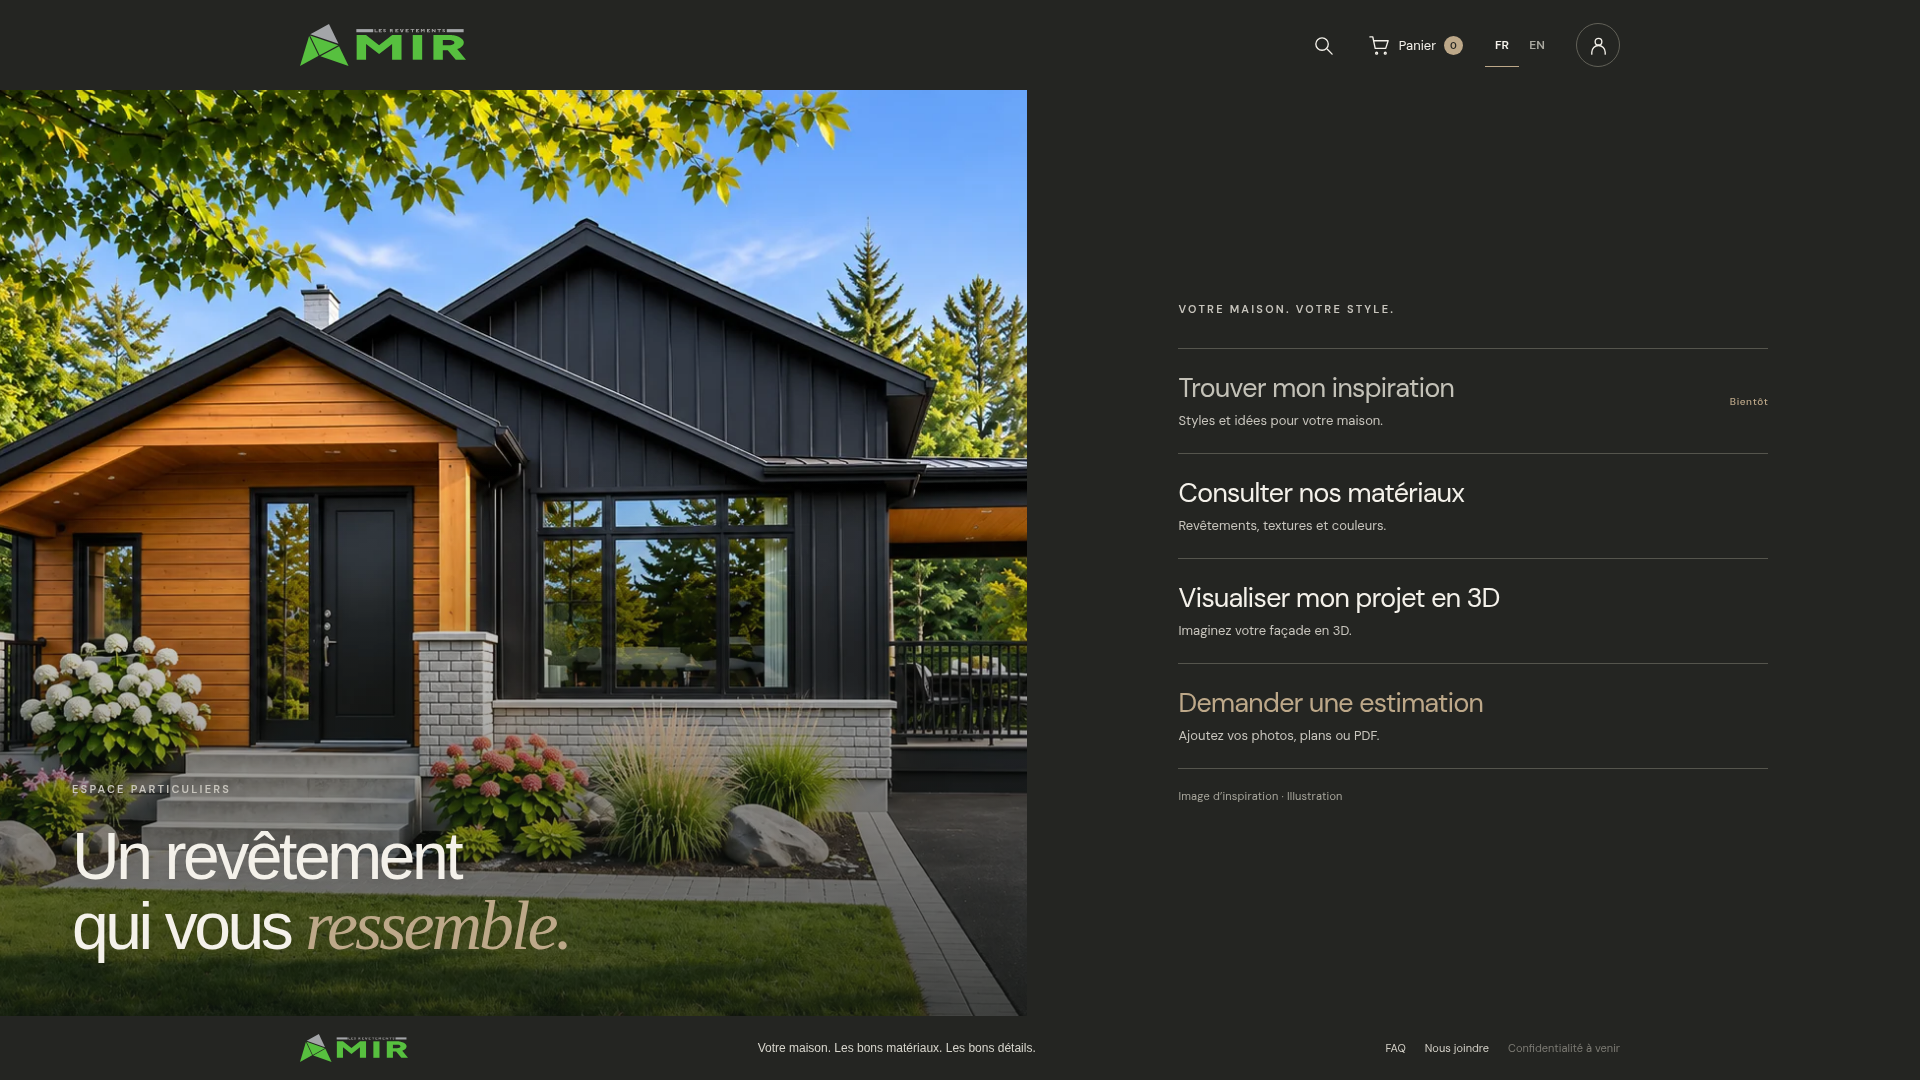 LES REVÊTEMENTS
MIR
Panier 0
FR EN
VOTRE MAISON. VOTRE STYLE.
Trouver mon inspiration
Styles et idées pour votre maison.
Bientôt
Consulter nos matériaux
Revêtements, textures et couleurs.
Visualiser mon projet en 3D
Imaginez votre façade en 3D.
Demander une estimation
Ajoutez vos photos, plans ou PDF.
Image d’inspiration · Illustration
ESPACE PARTICULIERS
Un revêtement
qui vous ressemble.
LES REVÊTEMENTS
MIR
Votre maison. Les bons matériaux. Les bons détails.
FAQ Nous joindre Confidentialité à venir